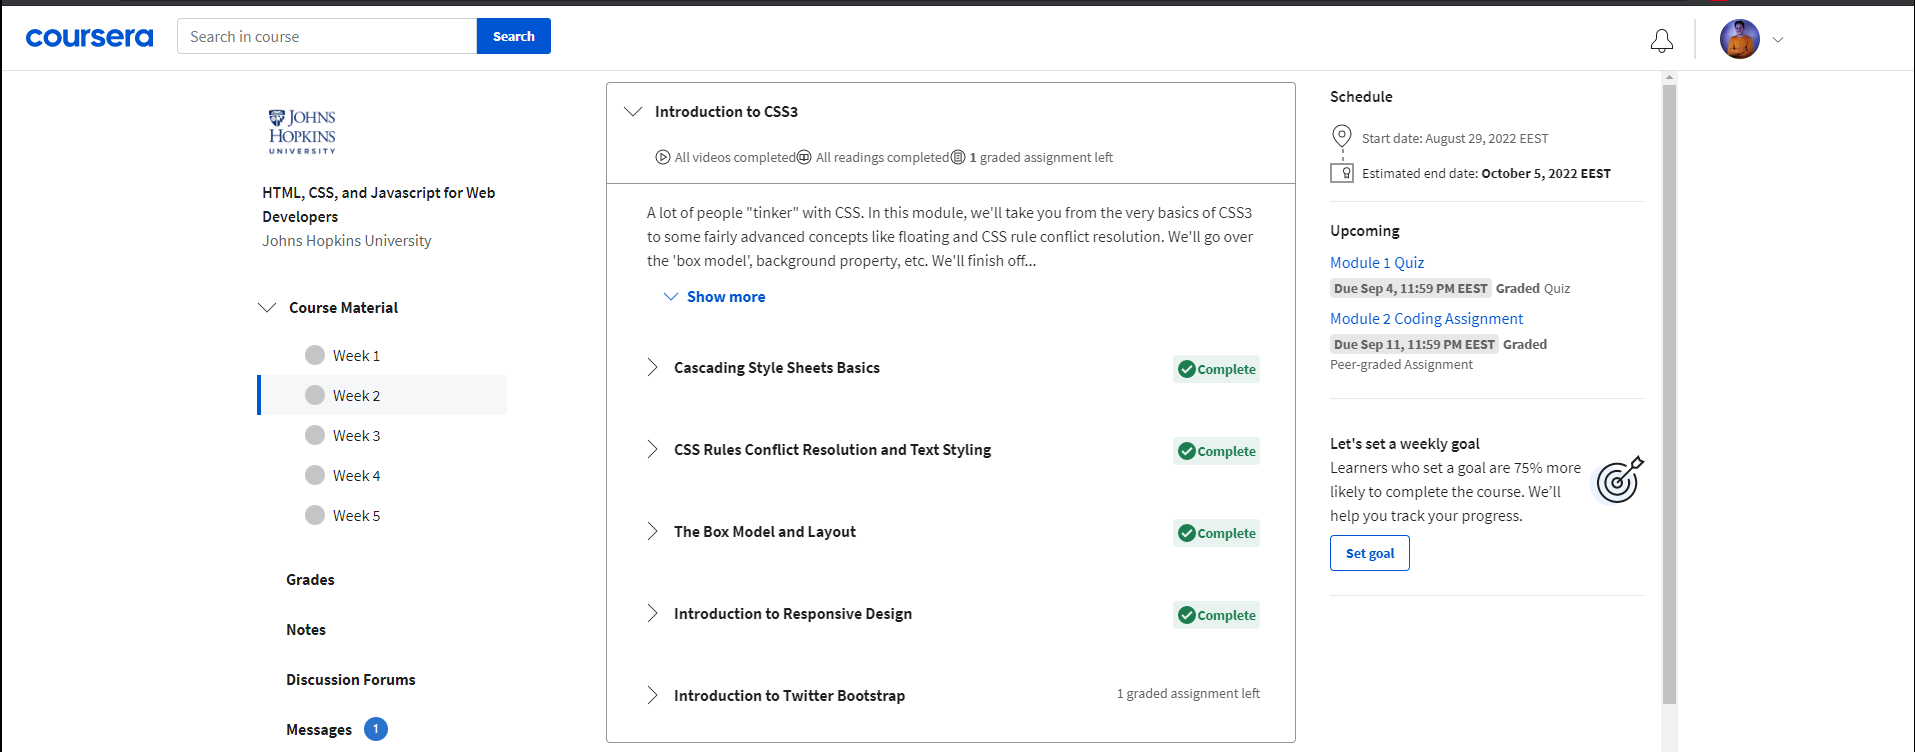 coursera
Search in course
Search
JOHNS
HOPKINS
UNIVERSITY
HTML, CSS, and Javascript for Web
Developers
Johns Hopkins University
Course Material
Week 1
Week 2
Week 3
Week 4
Week 5
Grades
Notes
Discussion Forums
Messages 1
Introduction to CSS3
All videos completed All readings completed 1 graded assignment left
A lot of people "tinker" with CSS. In this module, we'll take you from the very basics of CSS3
to some fairly advanced concepts like floating and CSS rule conflict resolution. We'll go over
the 'box model', background property, etc. We'll finish off...
Show more
Cascading Style Sheets Basics Complete
CSS Rules Conflict Resolution and Text Styling Complete
The Box Model and Layout Complete
Introduction to Responsive Design Complete
Introduction to Twitter Bootstrap 1 graded assignment left
Schedule
Start date: August 29, 2022 EEST
Estimated end date: October 5, 2022 EEST
Upcoming
Module 1 Quiz
Due Sep 4, 11:59 PM EEST Graded Quiz
Module 2 Coding Assignment
Due Sep 11, 11:59 PM EEST Graded
Peer-graded Assignment
Let's set a weekly goal
Learners who set a goal are 75% more
likely to complete the course. We’ll
help you track your progress.
Set goal